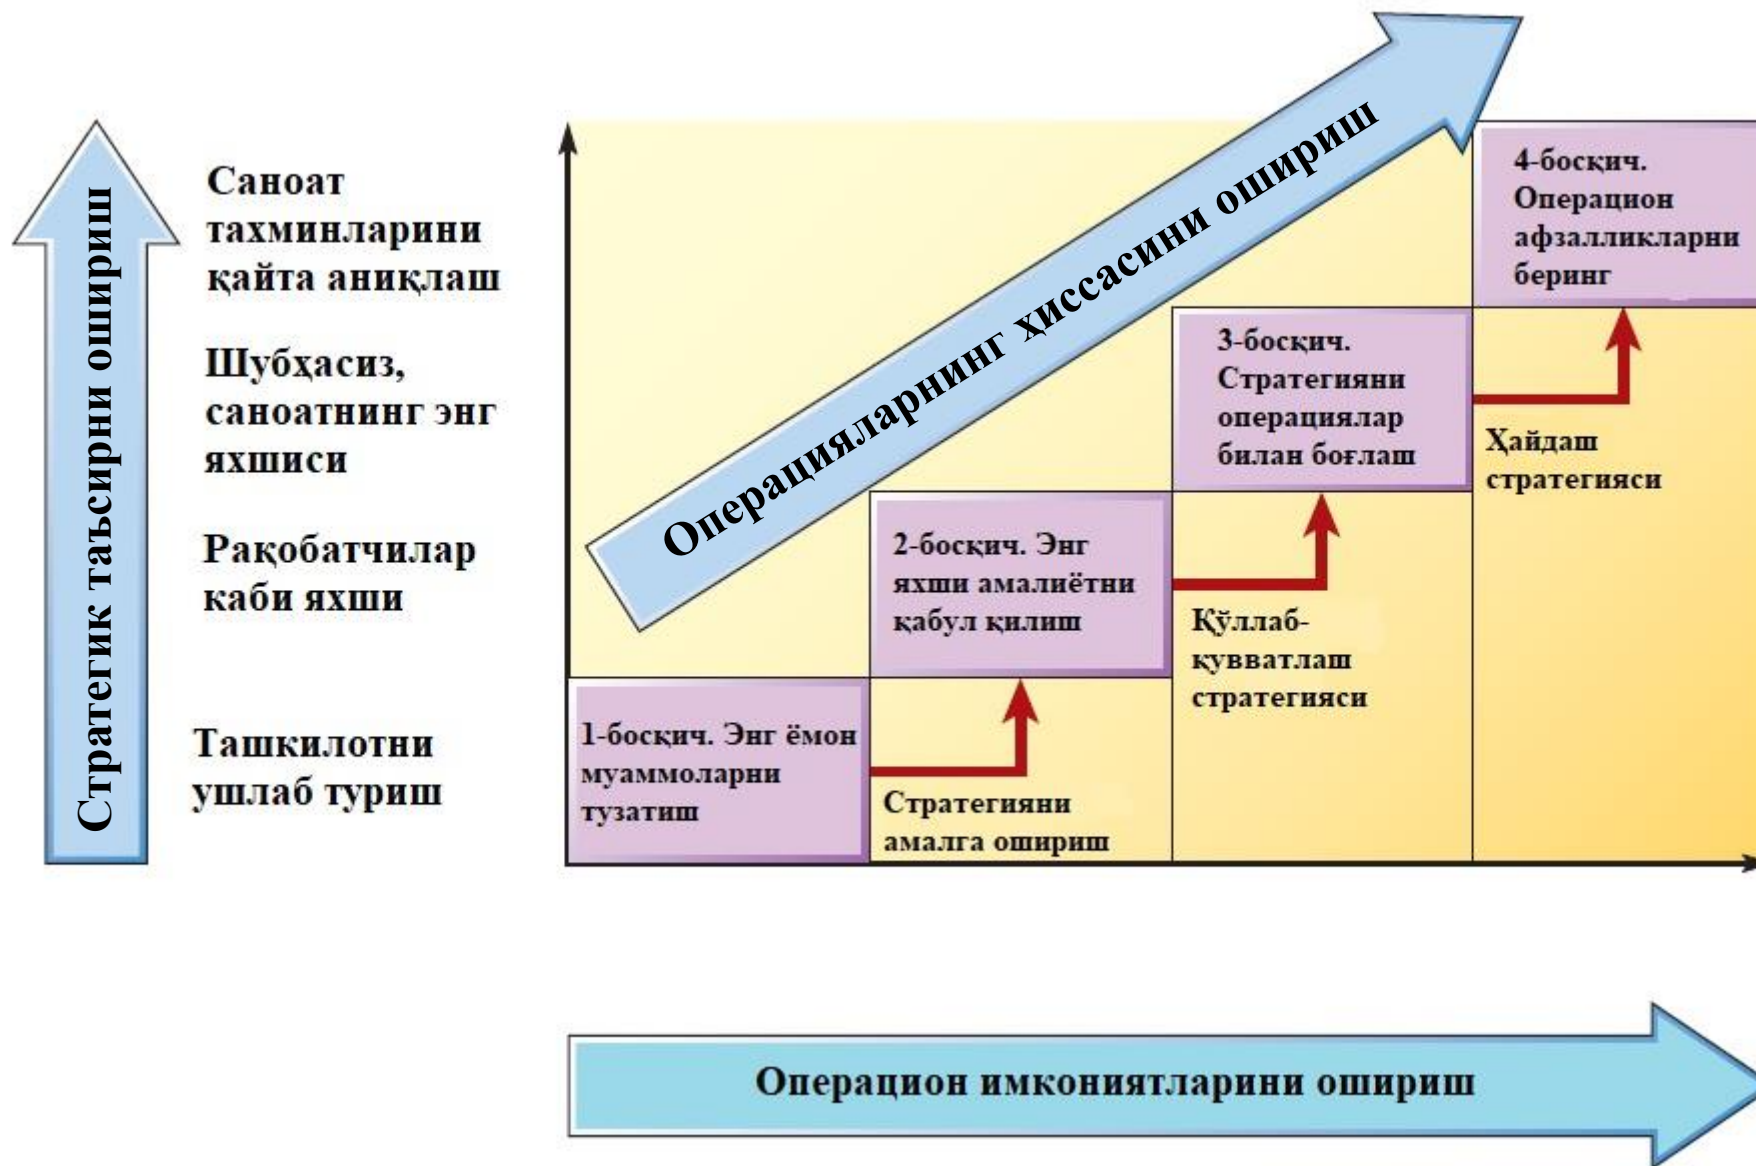 Стратегик таъсирни ошириш
Саноат
тахминларини
қайта аниқлаш
Шубҳасиз,
саноатнинг энг
яхшиси
Рақобатчилар
каби яхши
Ташкилотни
ушлаб туриш
Операцияларнинг ҳиссасини ошириш
4-босқич.
Операцион
афзалликларни
беринг
3-босқич.
Стратегияни
операциялар
билан боғлаш
Ҳайдаш
стратегияси
2-босқич. Энг
яхши амалиётни
қабул қилиш
Қўллаб-
қувватлаш
стратегияси
1-босқич. Энг ёмон
муаммоларни
тузатиш
Стратегияни
амалга ошириш
Операцион имкониятларини ошириш